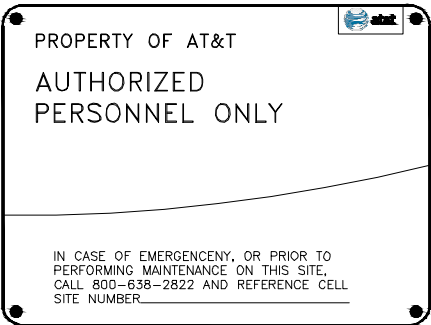 at&t
PROPERTY OF AT&T
AUTHORIZED
PERSONNEL ONLY
IN CASE OF EMERGENCENY, OR PRIOR TO
PERFORMING MAINTENANCE ON THIS SITE,
CALL 800-638-2822 AND REFERENCE CELL
SITE NUMBER